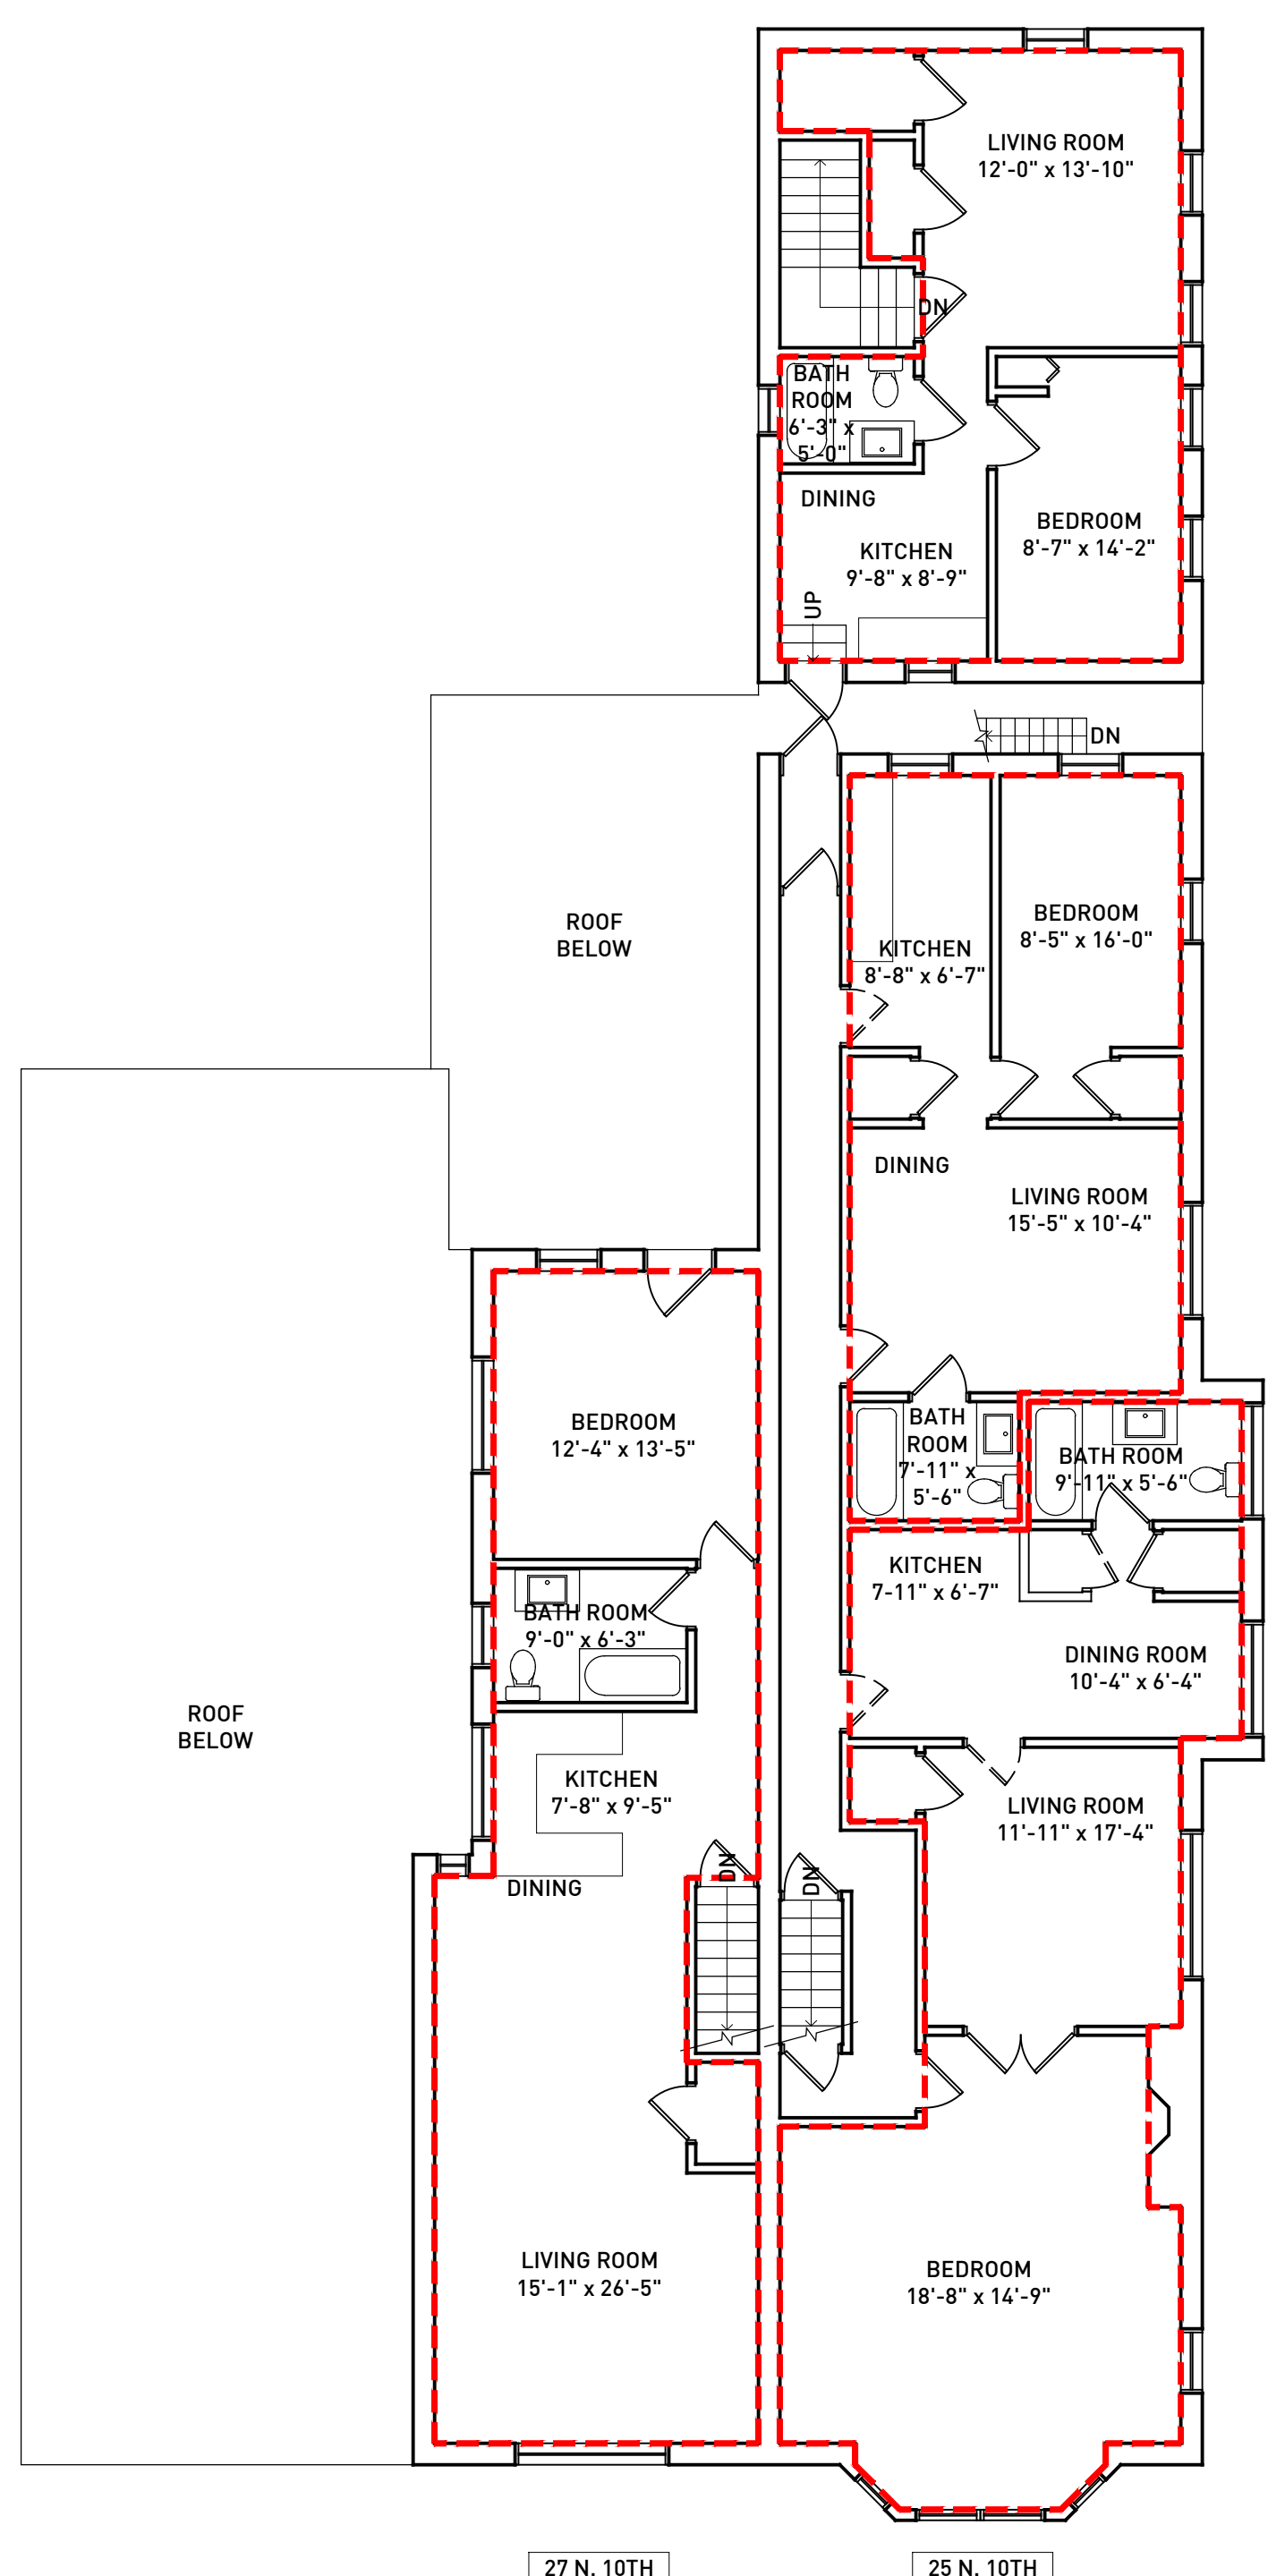 LIVING ROOM
12'-0" x 13'-10"
DN
BATH
ROOM
6'-3" x
5'-0"
DINING
BEDROOM
8'-7" x 14'-2"
KITCHEN
9'-8" x 8'-9"
UP
DN
ROOF
BELOW
BEDROOM
8'-5" x 16'-0"
KITCHEN
8'-8" x 6'-7"
DINING
LIVING ROOM
15'-5" x 10'-4"
BEDROOM
12'-4" x 13'-5"
BATH
ROOM
7'-11" x
5'-6"
BATH ROOM
9'-11" x 5'-6"
KITCHEN
7-11" x 6'-7"
BATH ROOM
9'-0" x 6'-3"
DINING ROOM
10'-4" x 6'-4"
ROOF
BELOW
KITCHEN
7'-8" x 9'-5"
LIVING ROOM
11'-11" x 17'-4"
DINING
DN
DN
LIVING ROOM
15'-1" x 26'-5"
BEDROOM
18'-8" x 14'-9"
27 N. 10TH
25 N. 10TH